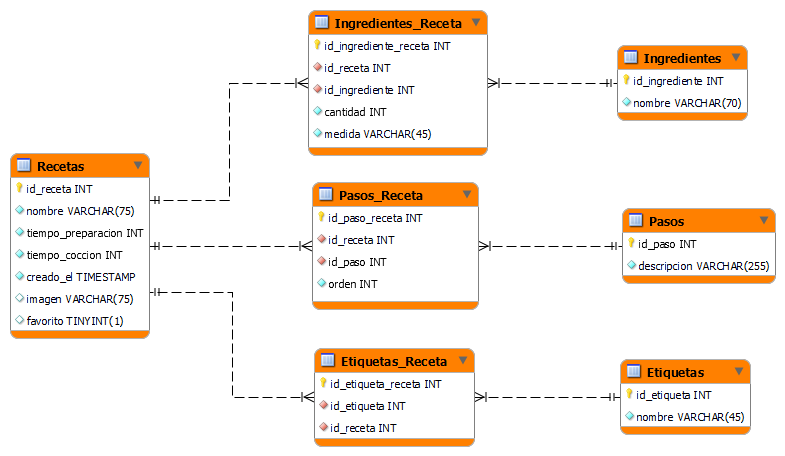 Ingredientes_Receta
id_ingrediente_receta INT
id_receta INT
id_ingrediente INT
cantidad INT
medida VARCHAR(45)
Ingredientes
id_ingrediente INT
nombre VARCHAR(70)
Recetas
id_receta INT
nombre VARCHAR(75)
tiempo_preparacion INT
tiempo_coccion INT
creado_el TIMESTAMP
imagen VARCHAR(75)
favorito TINYINT(1)
Pasos_Receta
id_paso_receta INT
id_receta INT
id_paso INT
orden INT
Pasos
id_paso INT
descripcion VARCHAR(255)
Etiquetas_Receta
id_etiqueta_receta INT
id_etiqueta INT
id_receta INT
Etiquetas
id_etiqueta INT
nombre VARCHAR(45)